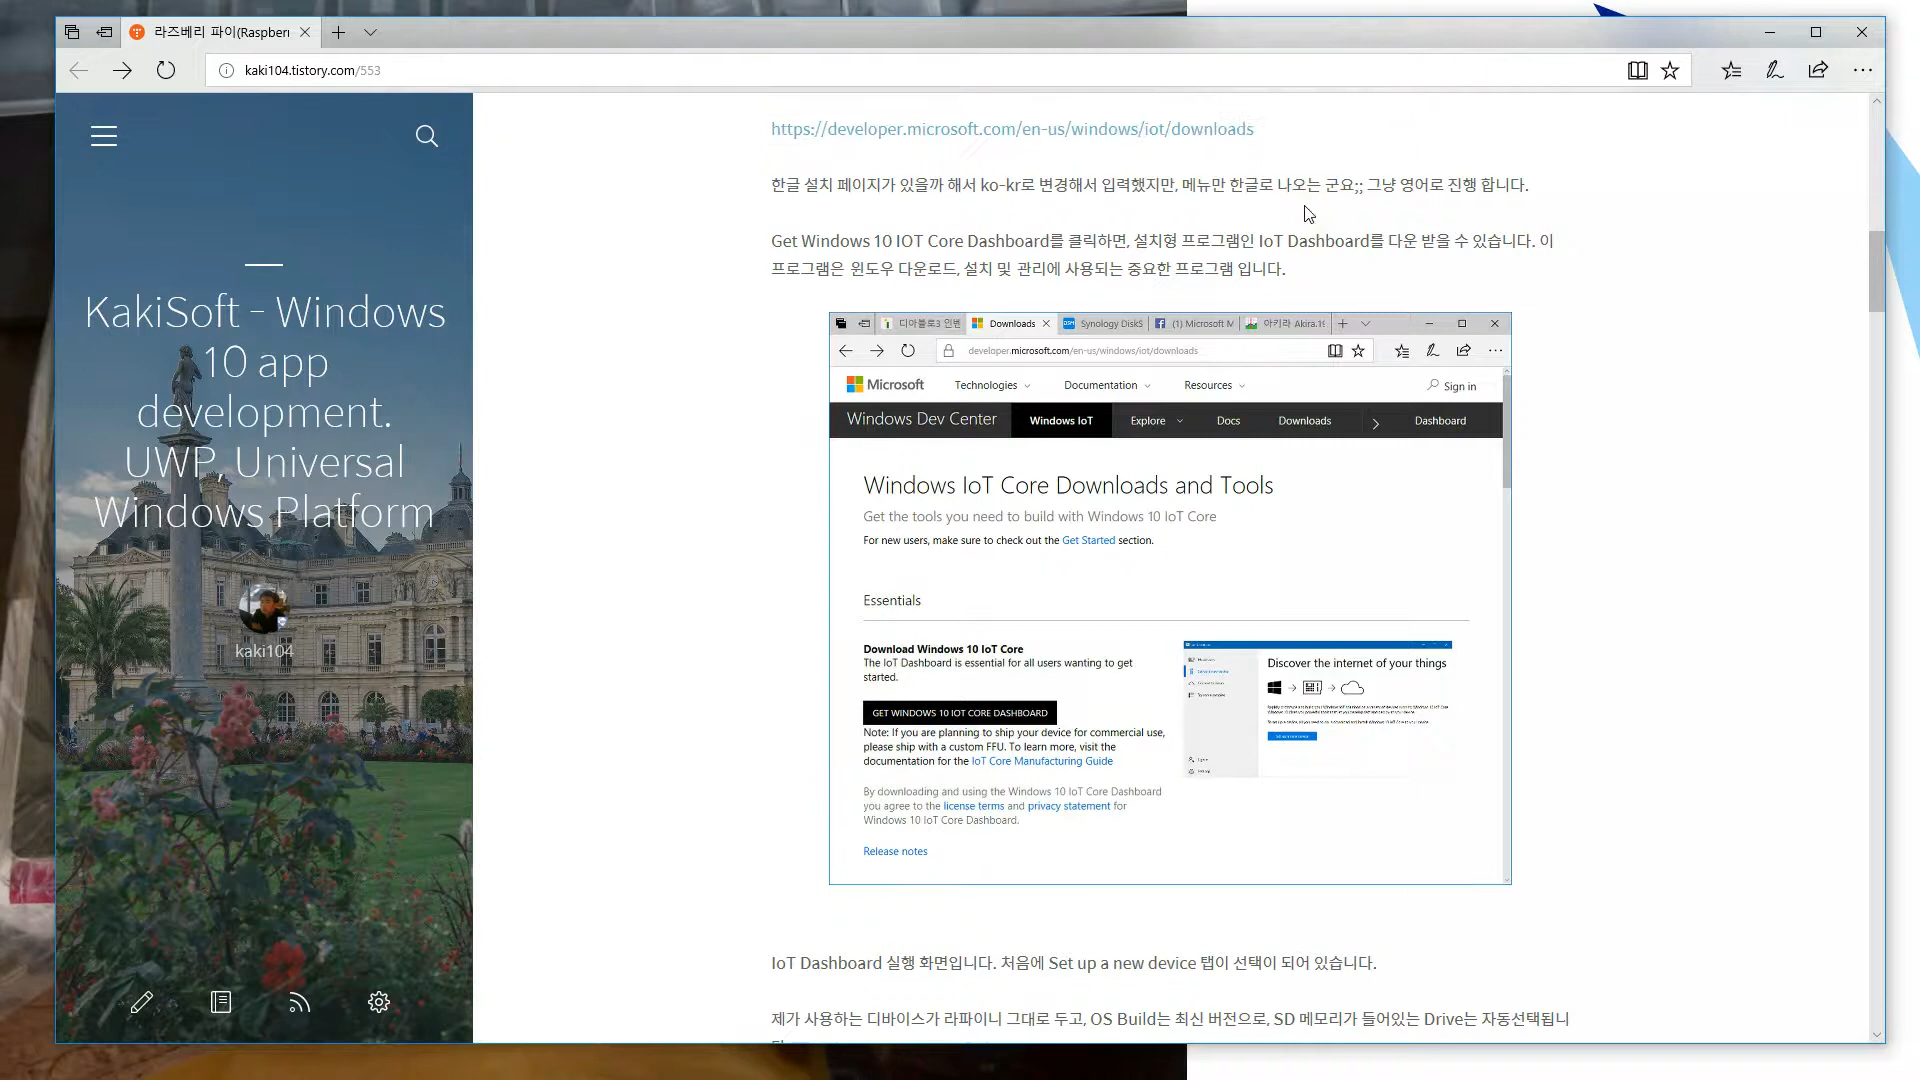 라즈베리 파이(Raspberr
kaki104.tistory.com/553
KakiSoft - Windows
10 app
development.
UWP, Universal
Windows Platform
kaki104
https://developer.microsoft.com/en-us/windows/iot/downloads
한글 설치 페이지가 있을까 해서 ko-kr로 변경해서 입력했지만, 메뉴만 한글로 나오는 군요;; 그냥 영어로 진행 합니다.
Get Windows 10 IOT Core Dashboard를 클릭하면, 설치형 프로그램인 IoT Dashboard를 다운 받을 수 있습니다. 이
프로그램은 윈도우 다운로드, 설치 및 관리에 사용되는 중요한 프로그램 입니다.
디아블로3 인벤 Downloads Synology DiskS (1) Microsoft M 아키라 Akira.19
developer.microsoft.com/en-us/windows/iot/downloads
Microsoft Technologies Documentation Resources Sign in
Windows Dev Center Windows IoT Explore Docs Downloads Dashboard
Windows IoT Core Downloads and Tools
Get the tools you need to build with Windows 10 IoT Core
For new users, make sure to check out the Get Started section.
Essentials
Download Windows 10 IoT Core
The IoT Dashboard is essential for all users wanting to get
started.
GET WINDOWS 10 IOT CORE DASHBOARD
Note: If you are planning to ship your device for commercial use,
please ship with a custom FFU. To learn more, visit the
documentation for the IoT Core Manufacturing Guide
By downloading and using the Windows 10 IoT Core Dashboard
you agree to the license terms and privacy statement for
Windows 10 IoT Core Dashboard.
Release notes
Discover the internet of your things
IoT Dashboard 실행 화면입니다. 처음에 Set up a new device 탭이 선택이 되어 있습니다.
제가 사용하는 디바이스가 라파이니 그대로 두고, OS Build는 최신 버전으로, SD 메모리가 들어있는 Drive는 자동선택됩니